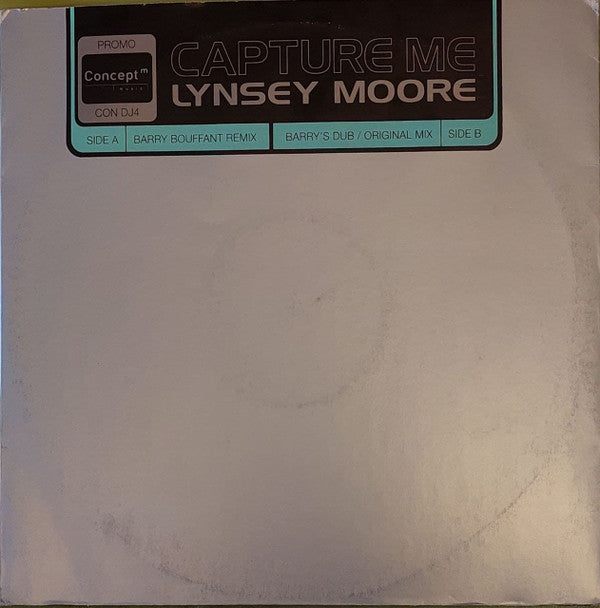 PROMO
Concept m
music
CON DJ4
CAPTURE ME
LYNSEY MOORE
SIDE A BARRY BOUFFANT REMIX BARRY'S DUB / ORIGINAL MIX SIDE B